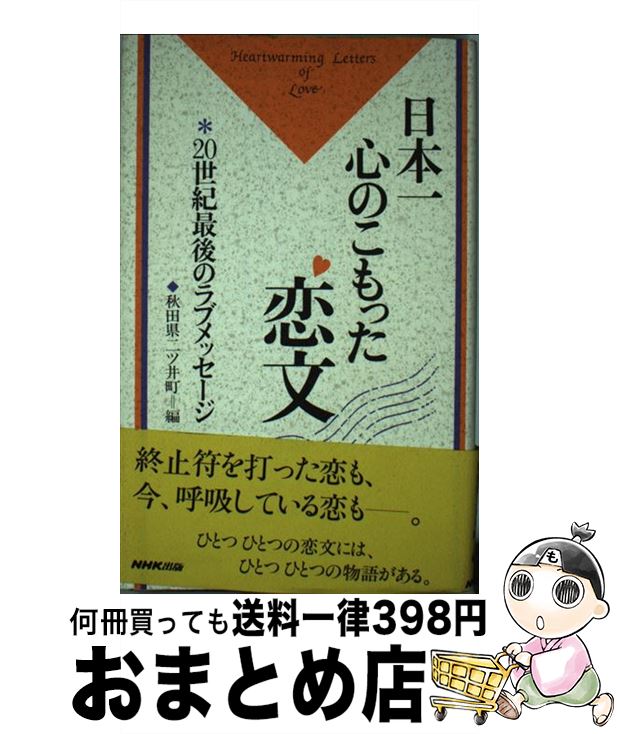 Heartwarming Letters
of
Love
日本一
心のこもった
恋文
*20世紀最後のラブメッセージ
◆秋田県二ツ井町＝編
終止符を打った恋も、
今、呼吸している恋も――。
ひとつ ひとつの恋文には、
ひとつ ひとつの物語がある。
NHK出版
も
何冊買っても送料一律398円
おまとめ店